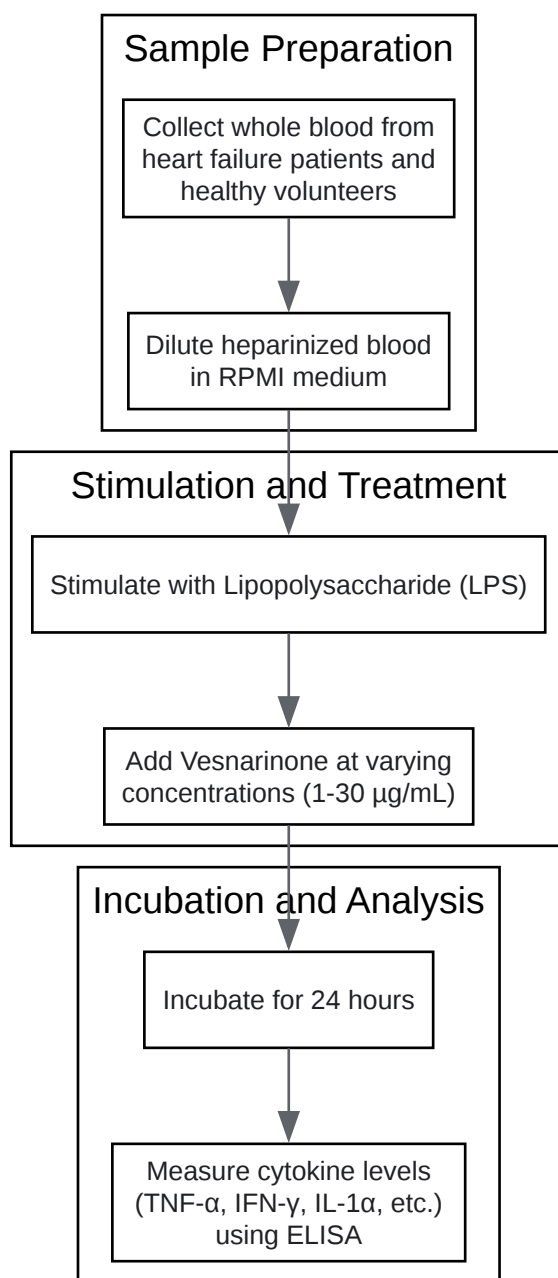 Sample Preparation
Collect whole blood from
heart failure patients and
healthy volunteers
Dilute heparinized blood
in RPMI medium
Stimulation and Treatment
Stimulate with Lipopolysaccharide (LPS)
Add Vesnarinone at varying
concentrations (1-30 µg/mL)
Incubation and Analysis
Incubate for 24 hours
Measure cytokine levels
(TNF-α, IFN-γ, IL-1α, etc.)
using ELISA